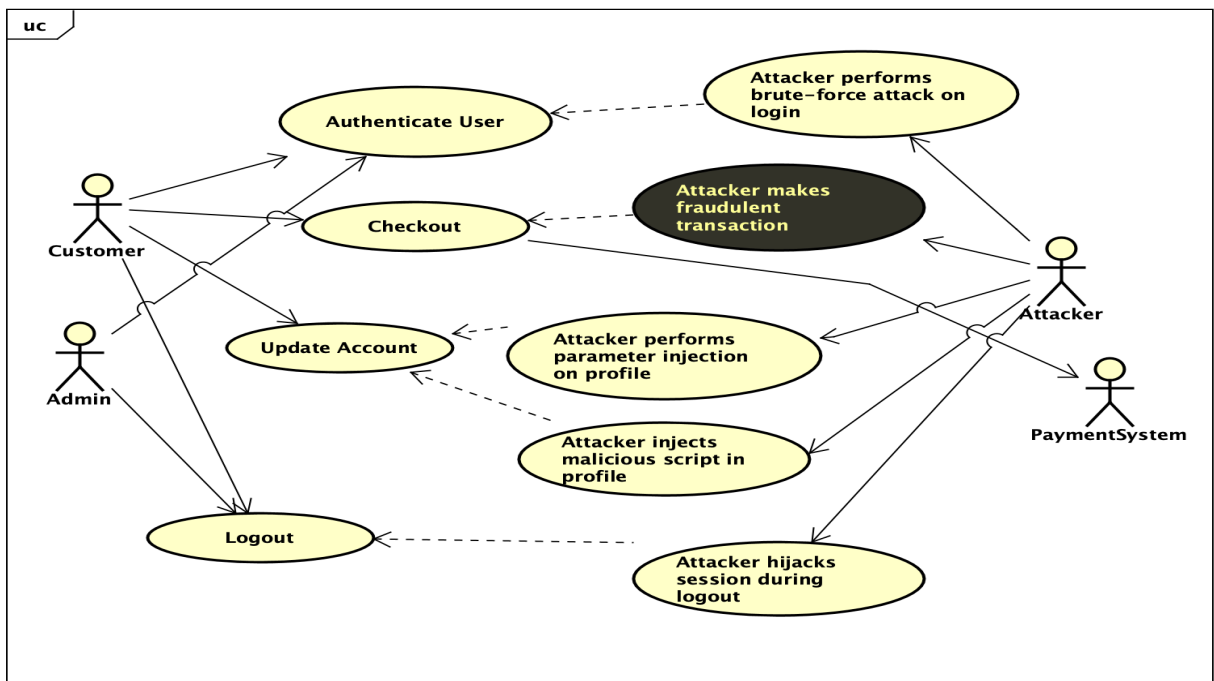 uc
Attacker performs
brute-force attack on
login
Authenticate User
Attacker makes
fraudulent
transaction
Checkout
Customer
Attacker
Admin
Update Account
Attacker performs
parameter injection
on profile
PaymentSystem
Attacker injects
malicious script in
profile
Logout
Attacker hijacks
session during
logout